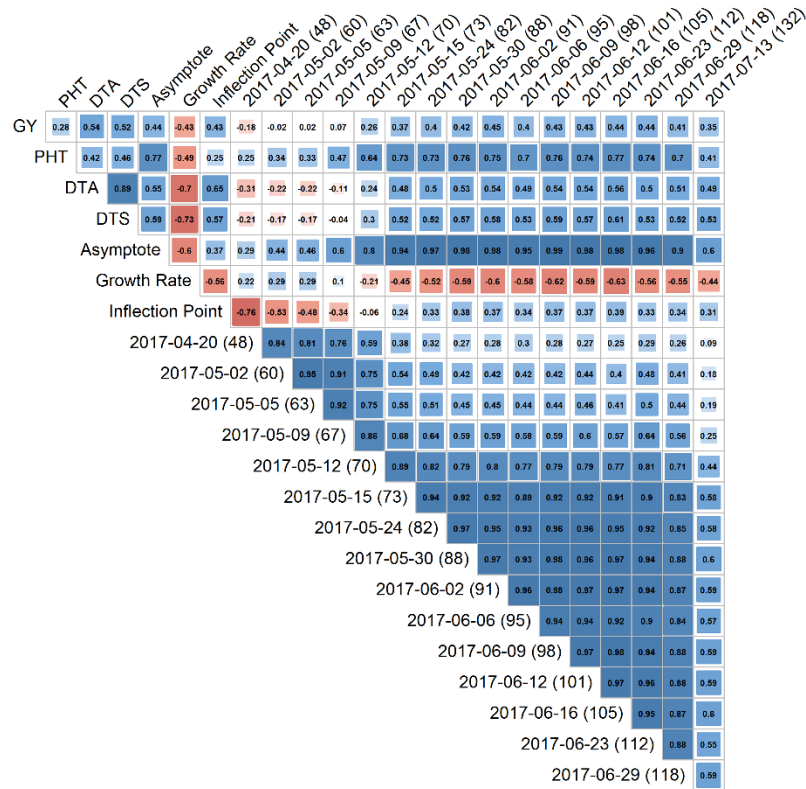 PHT DTA DTS Asymptote Growth Rate Inflection Point 2017-04-20 (48) 2017-05-02 (60) 2017-05-05 (63) 2017-05-09 (67) 2017-05-12 (70) 2017-05-15 (73) 2017-05-24 (82) 2017-05-30 (88) 2017-06-02 (91) 2017-06-06 (95) 2017-06-09 (98) 2017-06-12 (101) 2017-06-16 (105) 2017-06-23 (112) 2017-06-29 (118) 2017-07-13 (132)
GY 0.28 0.54 0.52 0.44 -0.43 0.43 -0.18 -0.02 0.02 0.07 0.26 0.37 0.4 0.42 0.45 0.4 0.43 0.43 0.44 0.44 0.41 0.35
PHT 0.42 0.46 0.77 -0.49 0.25 0.25 0.34 0.33 0.47 0.64 0.73 0.73 0.76 0.75 0.7 0.76 0.74 0.77 0.74 0.7 0.41
DTA 0.89 0.55 -0.7 0.65 -0.31 -0.22 -0.22 -0.11 0.24 0.48 0.5 0.53 0.54 0.49 0.54 0.54 0.56 0.5 0.51 0.49
DTS 0.59 -0.73 0.57 -0.21 -0.17 -0.17 -0.04 0.3 0.52 0.52 0.57 0.58 0.53 0.59 0.57 0.61 0.53 0.52 0.53
Asymptote -0.6 0.37 0.29 0.44 0.46 0.6 0.8 0.94 0.97 0.98 0.98 0.95 0.99 0.98 0.98 0.96 0.9 0.6
Growth Rate -0.56 0.22 0.29 0.29 0.1 -0.21 -0.45 -0.52 -0.59 -0.6 -0.58 -0.62 -0.59 -0.63 -0.56 -0.55 -0.44
Inflection Point -0.76 -0.53 -0.48 -0.34 -0.06 0.24 0.33 0.38 0.37 0.34 0.37 0.37 0.39 0.33 0.34 0.31
2017-04-20 (48) 0.84 0.81 0.76 0.59 0.38 0.32 0.27 0.28 0.3 0.28 0.27 0.25 0.29 0.26 0.09
2017-05-02 (60) 0.95 0.91 0.75 0.54 0.49 0.42 0.42 0.42 0.42 0.44 0.4 0.48 0.41 0.18
2017-05-05 (63) 0.92 0.75 0.55 0.51 0.45 0.45 0.44 0.44 0.46 0.41 0.5 0.44 0.19
2017-05-09 (67) 0.86 0.68 0.64 0.59 0.59 0.58 0.59 0.6 0.57 0.64 0.56 0.25
2017-05-12 (70) 0.89 0.82 0.79 0.8 0.77 0.79 0.79 0.77 0.81 0.71 0.44
2017-05-15 (73) 0.94 0.92 0.92 0.89 0.92 0.92 0.91 0.9 0.83 0.58
2017-05-24 (82) 0.97 0.95 0.93 0.96 0.96 0.95 0.92 0.85 0.58
2017-05-30 (88) 0.97 0.93 0.98 0.96 0.97 0.94 0.88 0.6
2017-06-02 (91) 0.96 0.98 0.97 0.97 0.94 0.87 0.59
2017-06-06 (95) 0.94 0.94 0.92 0.9 0.84 0.57
2017-06-09 (98) 0.97 0.98 0.94 0.88 0.59
2017-06-12 (101) 0.97 0.96 0.88 0.59
2017-06-16 (105) 0.95 0.87 0.6
2017-06-23 (112) 0.88 0.55
2017-06-29 (118) 0.59